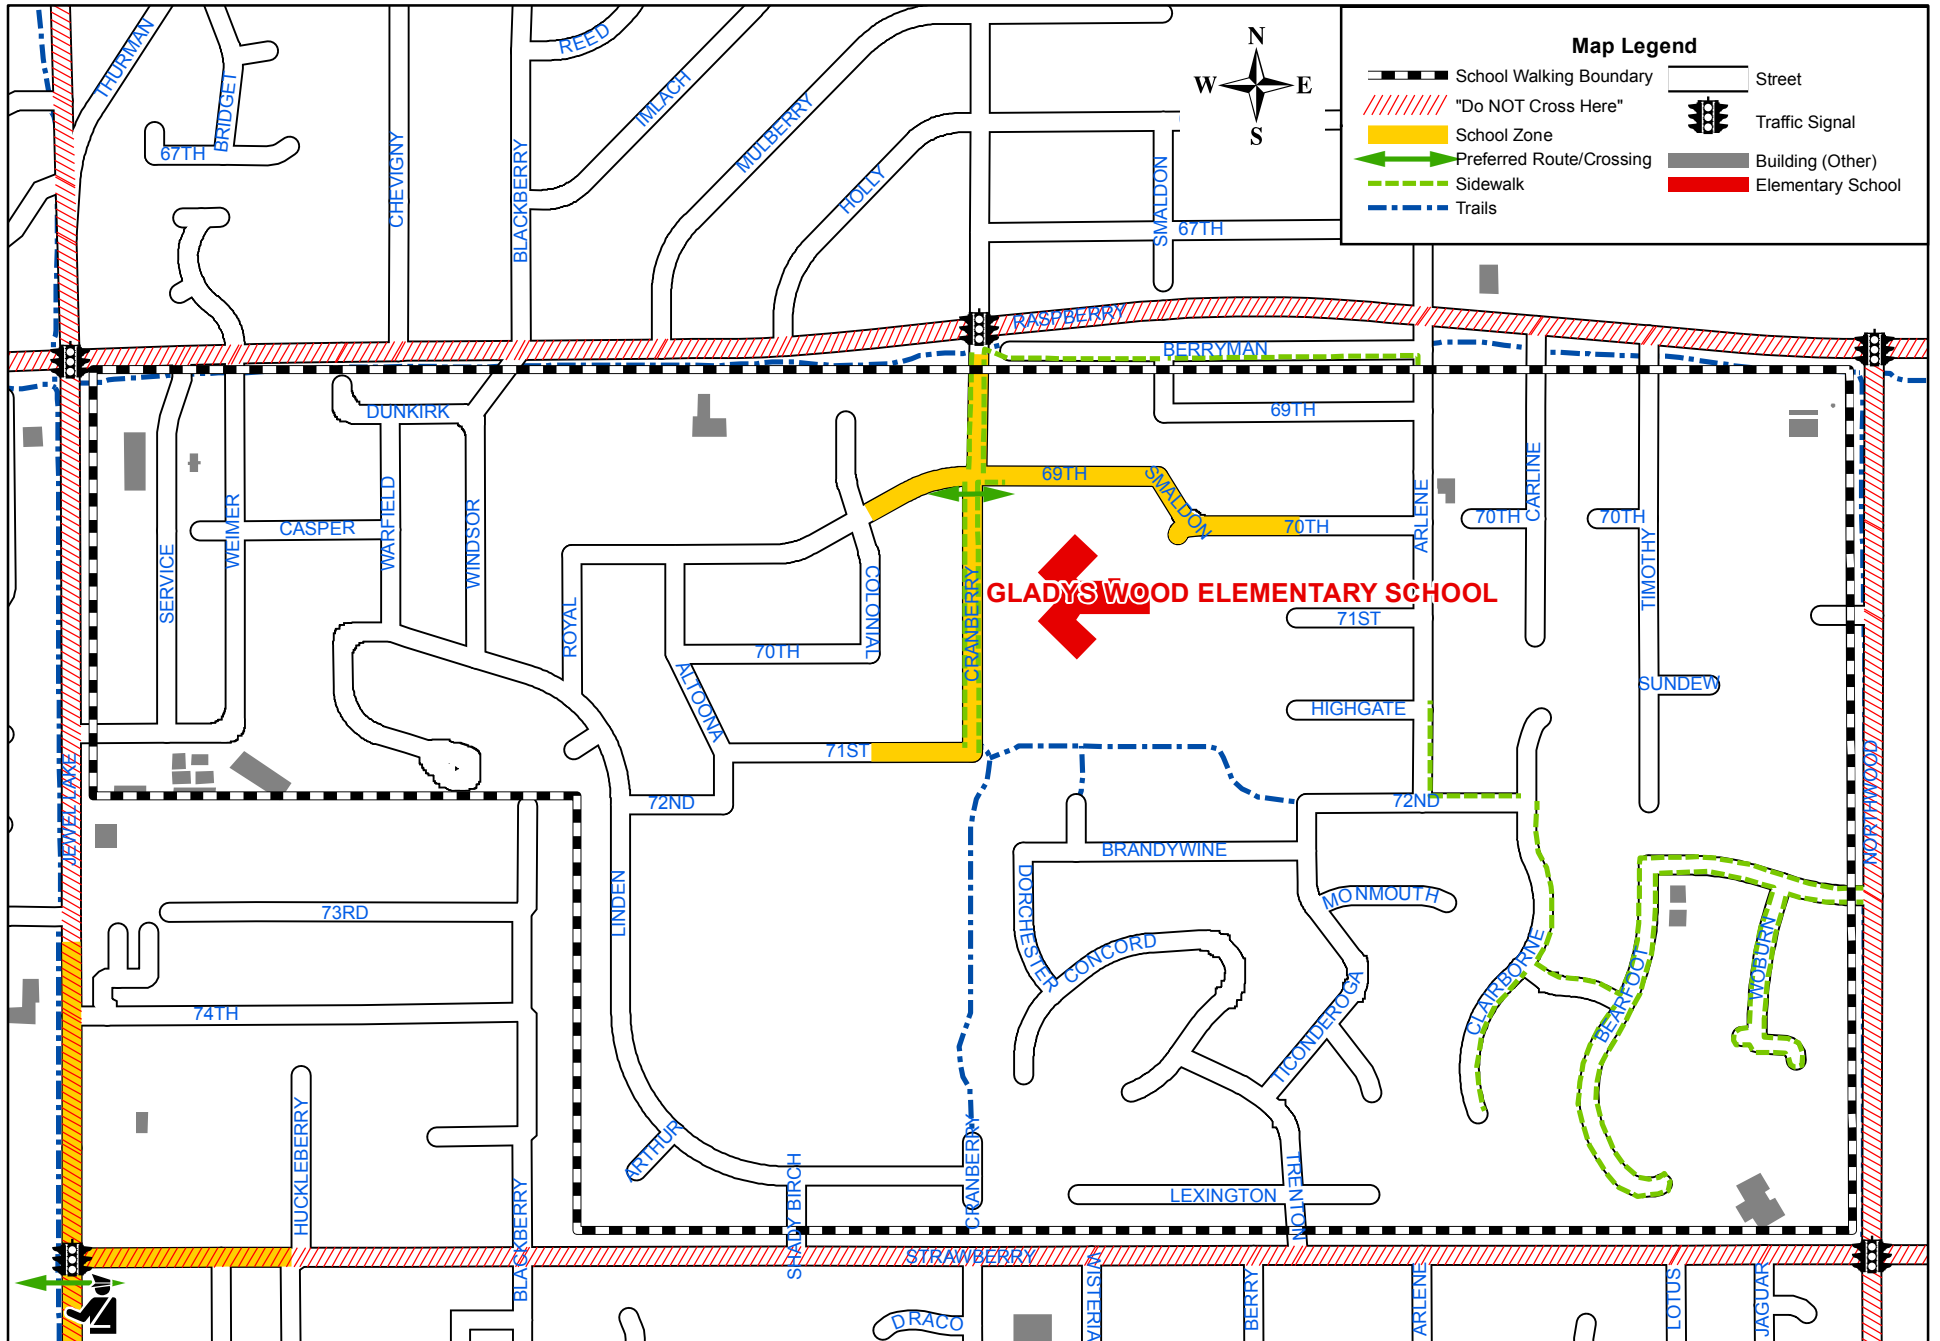 Map Legend
School Walking Boundary
Street
"Do NOT Cross Here"
Traffic Signal
School Zone
Preferred Route/Crossing
Building (Other)
Sidewalk
Elementary School
Trails
N
W
E
S
THURMAN
BRIDGET
67TH
CHEVIGNY
BLACKBERRY
REED
IMLACH
MULBERRY
HOLLY
SMALDON
67TH
RASPBERRY
BERRYMAN
DUNKIRK
69TH
69TH
SMALDON
70TH
ARLENE
CARLINE
70TH
70TH
TIMOTHY
SERVICE
WEIMER
CASPER
WARFIELD
WINDSOR
ROYAL
COLONIAL
70TH
ALTOONA
CRANBERRY
GLADYS WOOD ELEMENTARY SCHOOL
71ST
HIGHGATE
SUNDEW
71ST
72ND
72ND
JEWEL LAKE
NORTHWOOD
LINDEN
73RD
74TH
BRANDYWINE
DORCHESTER
CONCORD
MONMOUTH
TICONDEROGA
CLAIRBORNE
BEARFOOT
WOBURN
HUCKLEBERRY
BLACKBERRY
ARTHUR
SHADY BIRCH
CRANBERRY
LEXINGTON
TRENTON
STRAWBERRY
WISTERIA
BERRY
ARLENE
LOTUS
JAGUAR
DRACO